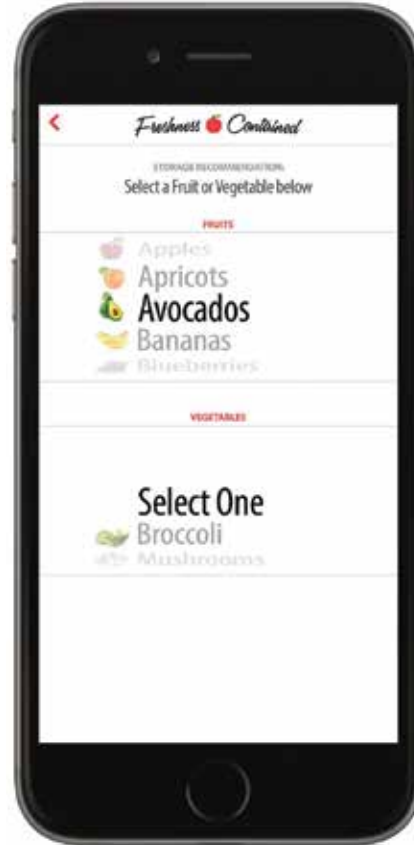 Freshness Contained
STORAGE RECOMMENDATION:
Select a Fruit or Vegetable below
FRUITS
Apples
Apricots
Avocados
Bananas
Blueberries
VEGETABLES
Select One
Broccoli
Mushrooms